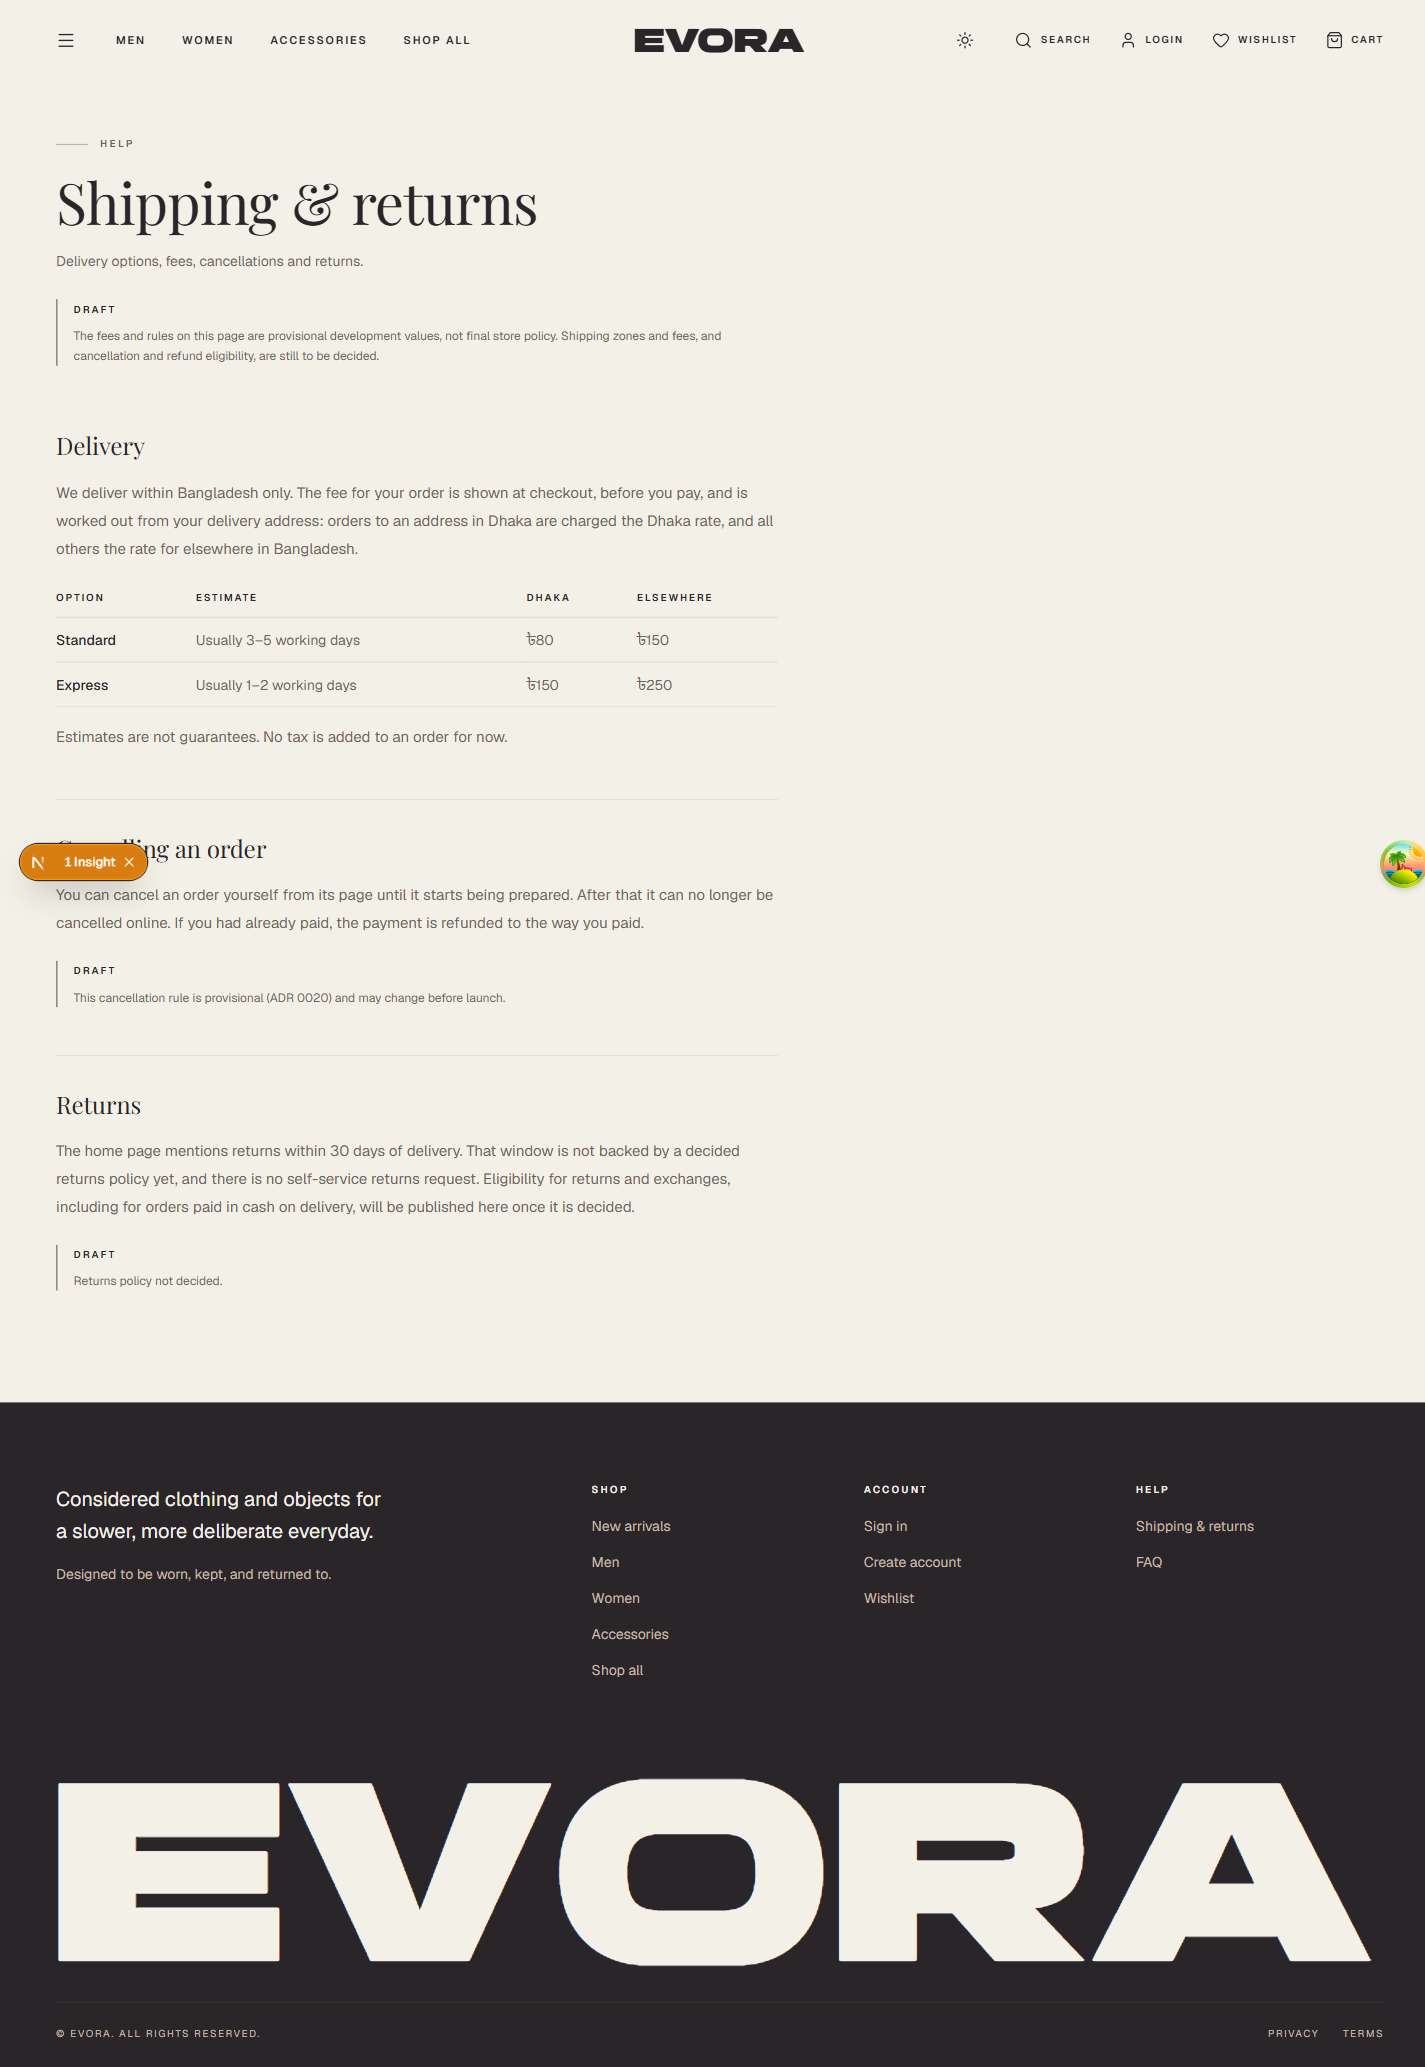 MEN WOMEN ACCESSORIES SHOP ALL EVORA SEARCH LOGIN WISHLIST CART
HELP
Shipping & returns
Delivery options, fees, cancellations and returns.
DRAFT
The fees and rules on this page are provisional development values, not final store policy. Shipping zones and fees, and
cancellation and refund eligibility, are still to be decided.
Delivery
We deliver within Bangladesh only. The fee for your order is shown at checkout, before you pay, and is
worked out from your delivery address: orders to an address in Dhaka are charged the Dhaka rate, and all
others the rate for elsewhere in Bangladesh.
OPTION ESTIMATE DHAKA ELSEWHERE
Standard Usually 3–5 working days ৳80 ৳150
Express Usually 1–2 working days ৳150 ৳250
Estimates are not guarantees. No tax is added to an order for now.
an order
1 Insight
You can cancel an order yourself from its page until it starts being prepared. After that it can no longer be
cancelled online. If you had already paid, the payment is refunded to the way you paid.
DRAFT
This cancellation rule is provisional (ADR 0020) and may change before launch.
Returns
The home page mentions returns within 30 days of delivery. That window is not backed by a decided
returns policy yet, and there is no self-service returns request. Eligibility for returns and exchanges,
including for orders paid in cash on delivery, will be published here once it is decided.
DRAFT
Returns policy not decided.
Considered clothing and objects for
a slower, more deliberate everyday.
Designed to be worn, kept, and returned to.
SHOP
New arrivals
Men
Women
Accessories
Shop all
ACCOUNT
Sign in
Create account
Wishlist
HELP
Shipping & returns
FAQ
EVORA
© EVORA. ALL RIGHTS RESERVED. PRIVACY TERMS